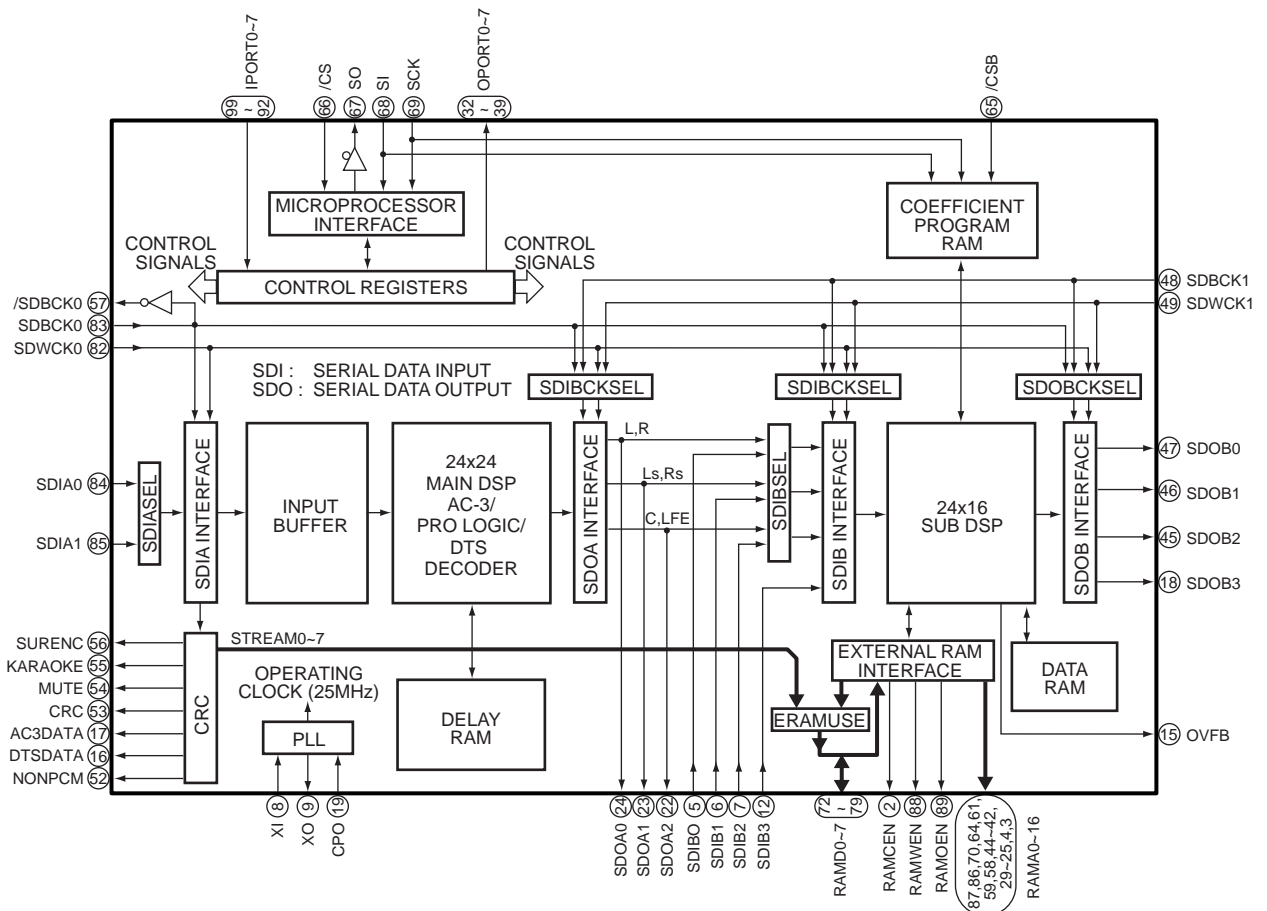 IPORT0~7
/CS
SO
SI
SCK
OPORT0~7
/CSB
99 ~ 92
66
67
68
69
32 ~ 39
65
MICROPROCESSOR
INTERFACE
COEFFICIENT
PROGRAM
RAM
CONTROL
SIGNALS
CONTROL REGISTERS
CONTROL
SIGNALS
/SDBCK0 57
SDBCK0 83
SDWCK0 82
48 SDBCK1
49 SDWCK1
SDI : SERIAL DATA INPUT
SDO : SERIAL DATA OUTPUT
SDIBCKSEL
SDIBCKSEL
SDOBCKSEL
SDIA0 84
SDIA1 85
SDIASEL
SDIA INTERFACE
INPUT
BUFFER
24x24
MAIN DSP
AC-3/
PRO LOGIC/
DTS
DECODER
SDOA INTERFACE
L,R
Ls,Rs
C,LFE
SDIBSEL
SDIB INTERFACE
24x16
SUB DSP
SDOB INTERFACE
47 SDOB0
46 SDOB1
45 SDOB2
18 SDOB3
SURENC 56
KARAOKE 55
MUTE 54
CRC 53
AC3DATA 17
DTSDATA 16
NONPCM 52
CRC
STREAM0~7
OPERATING
CLOCK (25MHz)
PLL
DELAY
RAM
EXTERNAL RAM
INTERFACE
ERAMUSE
DATA
RAM
15 OVFB
XI 8
XO 9
CPO 19
SDOA0 24
SDOA1 23
SDOA2 22
SDIBO 5
SDIB1 6
SDIB2 7
SDIB3 12
RAMD0~7
72 ~ 79
RAMCEN 2
RAMWEN 88
RAMOEN 89
87,86,70,64,61,
59,58,44~42,
29~25,4,3
RAMA0~16